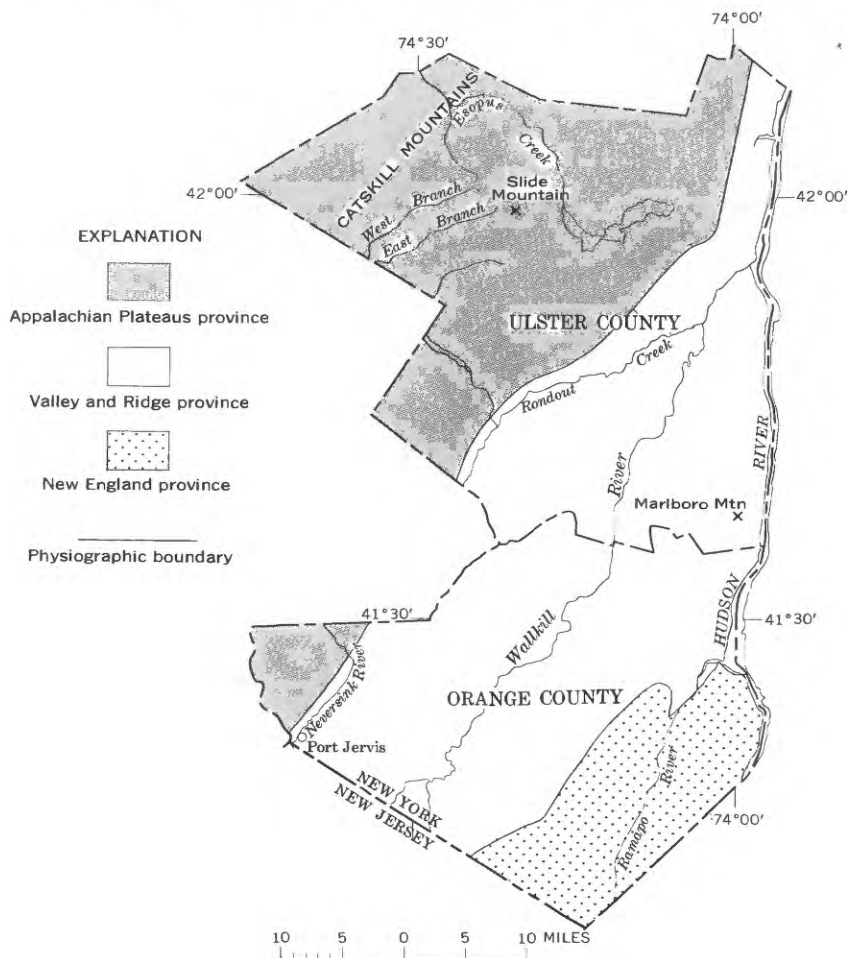 74°30'
74°00'
CATSKILL MOUNTAINS
Esopus
Creek
42°00'
42°00'
Slide
Mountain
West Branch
East Branch
EXPLANATION
Appalachian Plateaus province
Valley and Ridge province
New England province
Physiographic boundary
ULSTER COUNTY
Rondout Creek
River
RIVER
Marlboro Mtn
HUDSON
41°30'
41°30'
Wallkill
Neversink River
ORANGE COUNTY
Port Jervis
NEW YORK
NEW JERSEY
River
Ramapo
74°00'
10 5 0 5 10 MILES